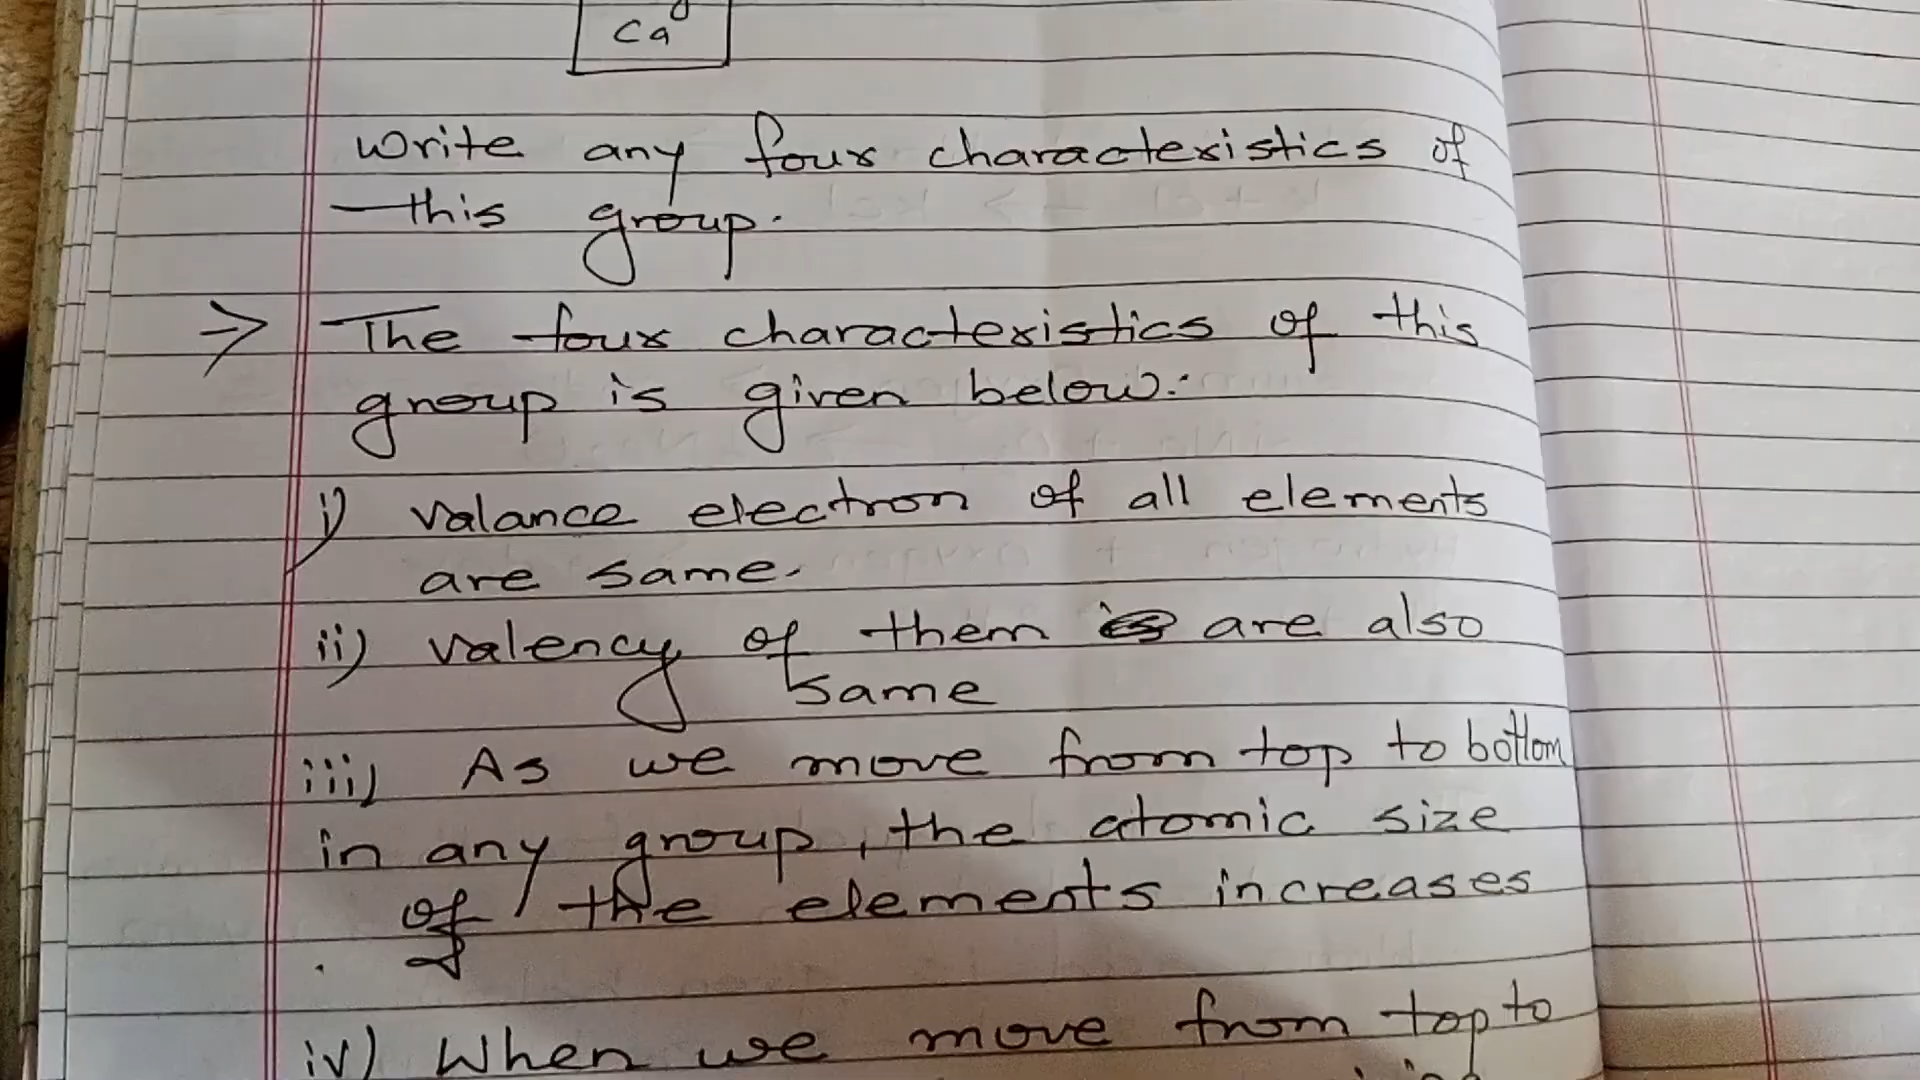 Ca
Write any four characteristics of
this group.
→ The four characteristics of this
group is given below:-
i) valance electron of all elements
are same.
ii) valency of them are also
same
iii) As we move from top to bottom
in any group, the atomic size
of the elements increases
iv) When we move from top to